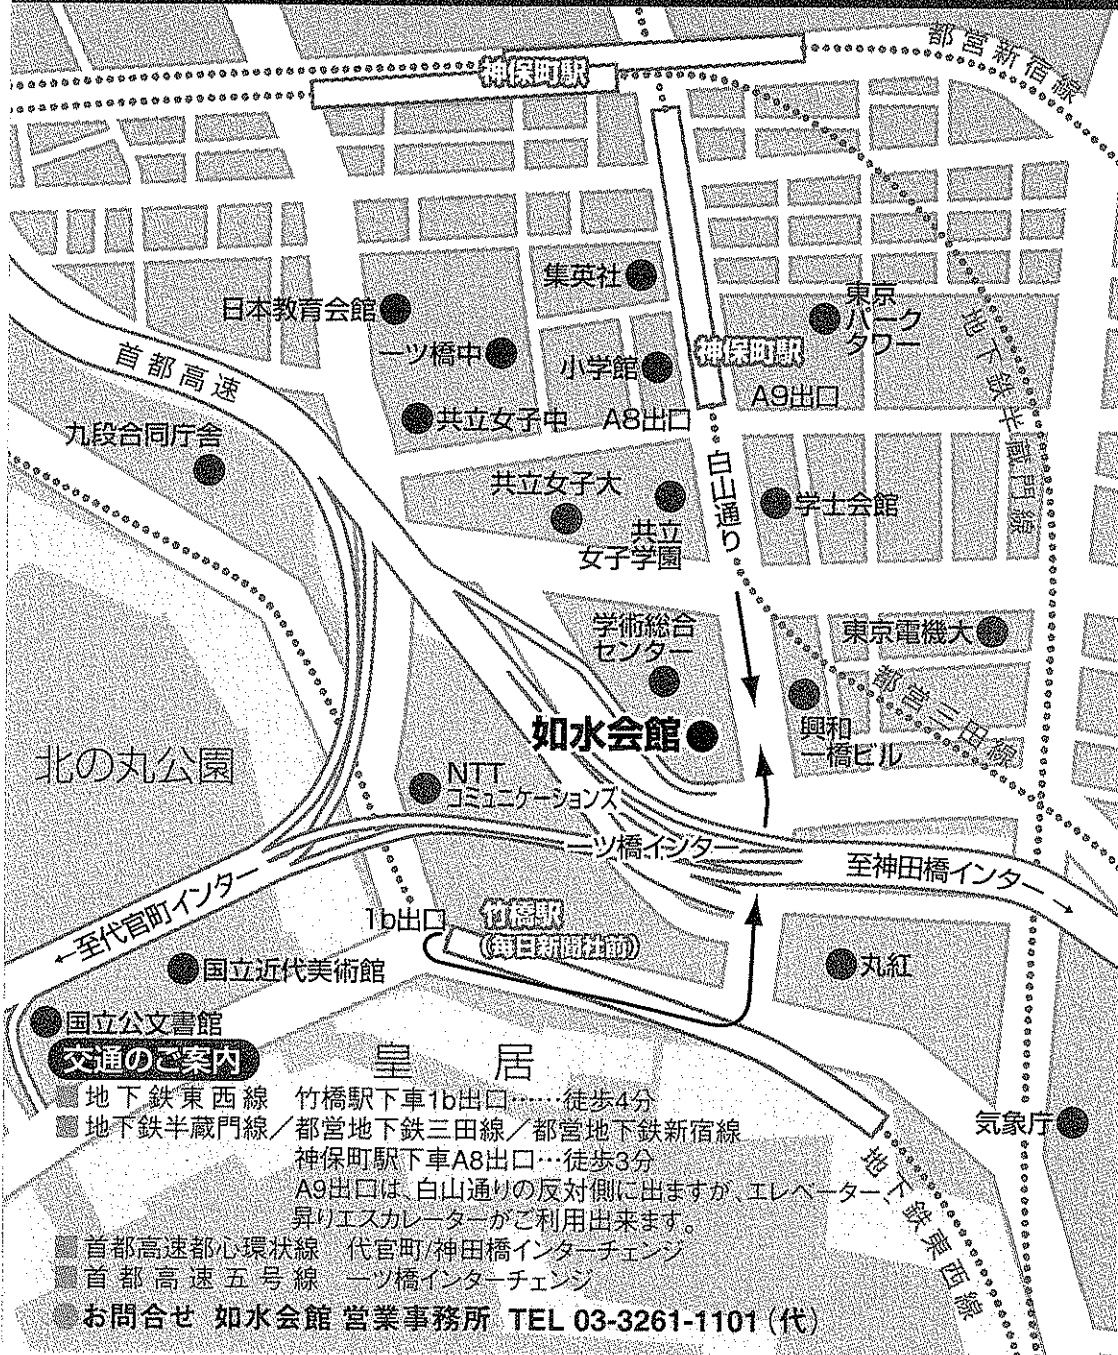 都営新宿線
神保町駅
集英社
日本教育会館
東京
パーク
タワー
一ツ橋中
神保町駅
小学館
首都高速
A9出口
共立女子中
A8出口
地下鉄半蔵門線
九段合同庁舎
白山通り
共立女子大
学士会館
共立
女子学園
学術総合
センター
東京電機大
都営三田線
如水会館
興和
一橋ビル
北の丸公園
NTT
コミュニケーションズ
一ツ橋インター
至神田橋インター→
←至代官町インター
1b出口
竹橋駅
(毎日新聞社前)
国立近代美術館
丸紅
国立公文書館
皇居
気象庁
地下鉄東西線
交通のご案内
地下鉄東西線 竹橋駅下車1b出口……徒歩4分
地下鉄半蔵門線/都営地下鉄三田線/都営地下鉄新宿線
神保町駅下車A8出口…徒歩3分
A9出口は、白山通りの反対側に出ますが、エレベーター、
昇りエスカレーターがご利用出来ます。
首都高速都心環状線 代官町/神田橋インターチェンジ
首都高速五号線 一ツ橋インターチェンジ
お問合せ 如水会館 営業事務所 TEL 03-3261-1101(代)